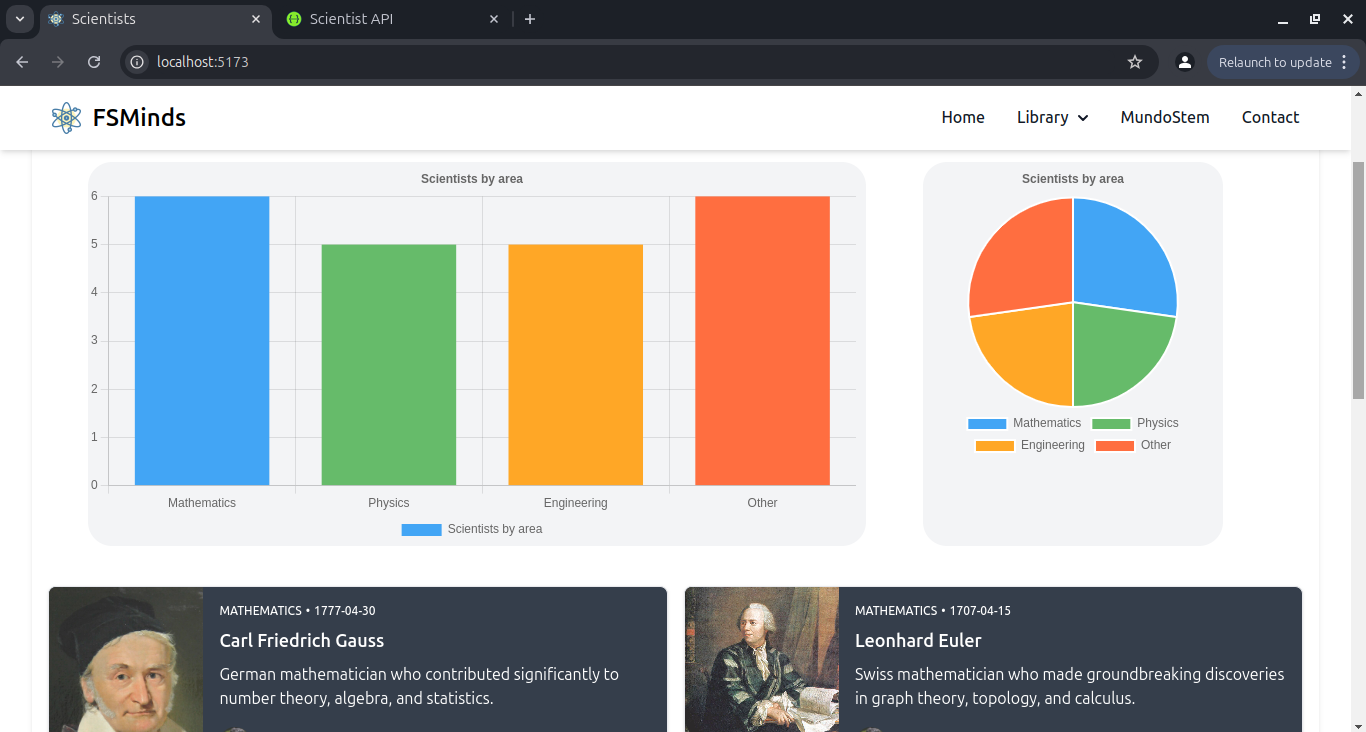 Scientists
Scientist API
localhost:5173
Relaunch to update
FSMinds
Home Library MundoStem Contact
Scientists by area
6
5
4
3
2
1
0
Mathematics Physics Engineering Other
Scientists by area
Scientists by area
Mathematics Physics
Engineering Other
MATHEMATICS • 1777-04-30
Carl Friedrich Gauss
German mathematician who contributed significantly to
number theory, algebra, and statistics.
MATHEMATICS • 1707-04-15
Leonhard Euler
Swiss mathematician who made groundbreaking discoveries
in graph theory, topology, and calculus.